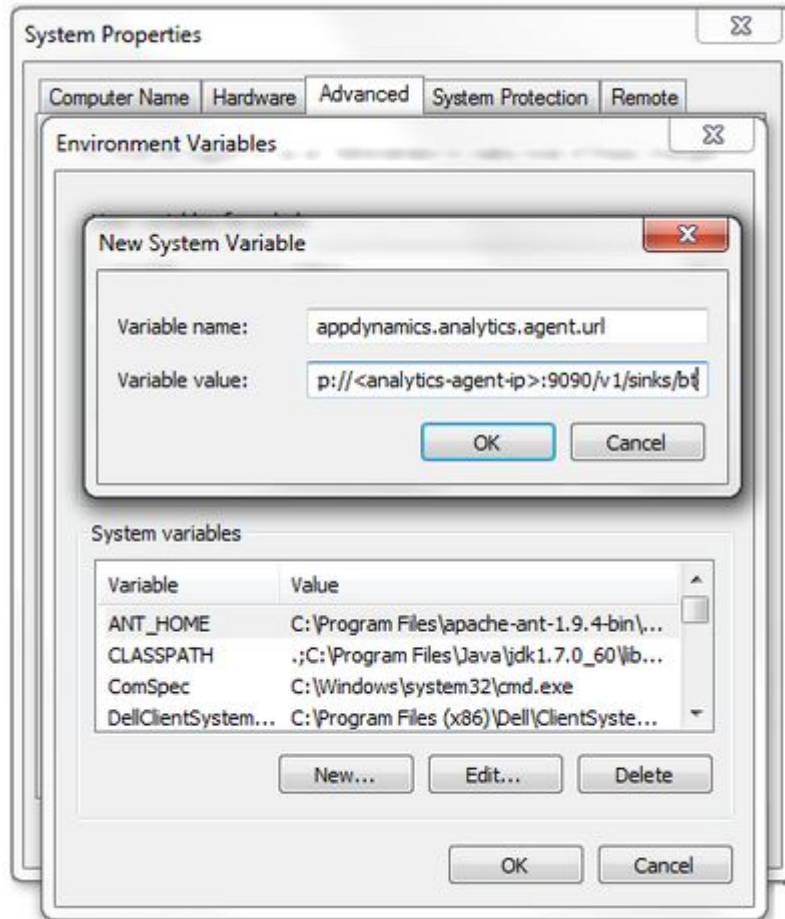 System Properties
Computer Name Hardware Advanced System Protection Remote
Environment Variables
New System Variable
Variable name: appdynamics.analytics.agent.url
Variable value: p://<analytics-agent-ip>:9090/v1/sinks/bt
OK Cancel
System variables
Variable Value
ANT_HOME C:\Program Files\apache-ant-1.9.4-bin\...
CLASSPATH .;C:\Program Files\Java\jdk1.7.0_60\lib...
ComSpec C:\Windows\system32\cmd.exe
DellClientSystem... C:\Program Files (x86)\Dell\ClientSyste...
New... Edit... Delete
OK Cancel